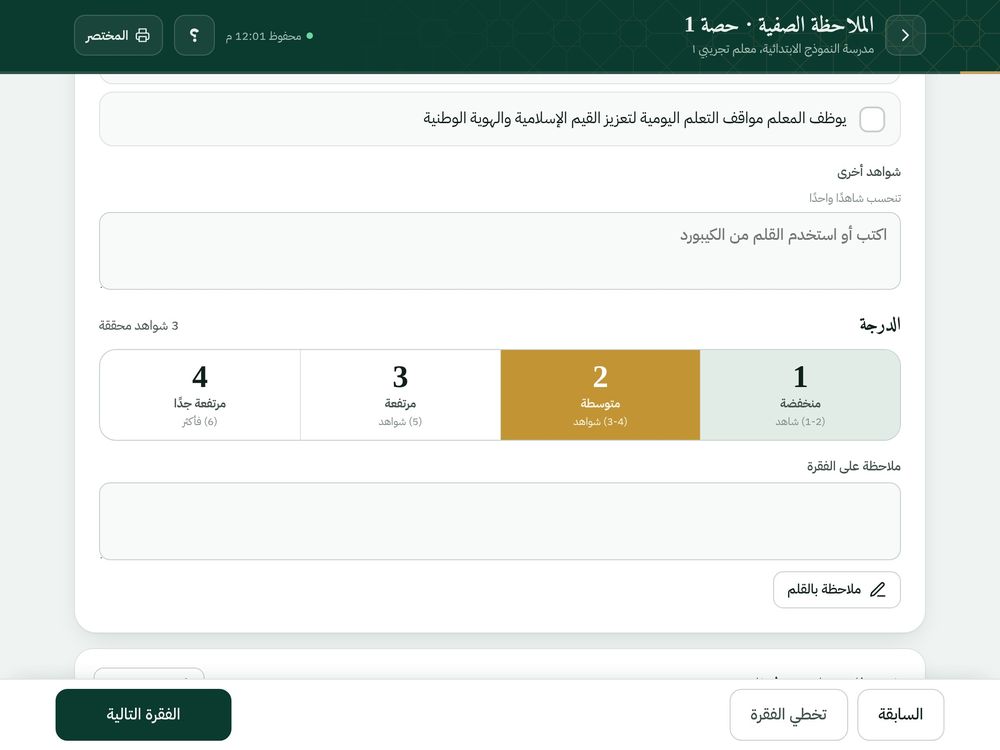 الملاحظة الصفية · حصة 1
مدرسة النموذج الابتدائية، معلم تجريبي ١
محفوظ 12:01 م
؟
المختصر
يوظف المعلم مواقف التعلم اليومية لتعزيز القيم الإسلامية والهوية الوطنية
شواهد أخرى
تنحسب شاهدًا واحدًا
اكتب أو استخدم القلم من الكيبورد
الدرجة
3 شواهد محققة
1
منخفضة
(1-2) شاهد
2
متوسطة
(3-4) شواهد
3
مرتفعة
(5) شواهد
4
مرتفعة جدًا
(6) فأكثر
ملاحظة على الفقرة
ملاحظة بالقلم
السابقة
تخطي الفقرة
الفقرة التالية